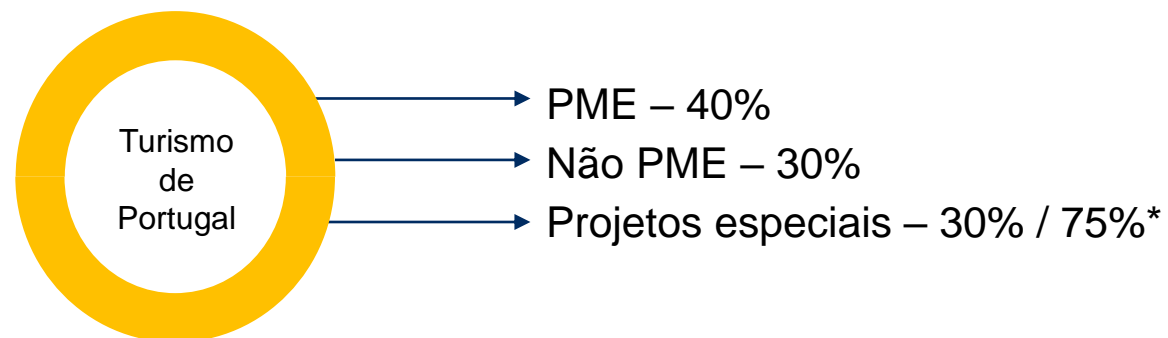 Turismo
de
Portugal
PME – 40%
Não PME – 30%
Projetos especiais – 30% / 75%*